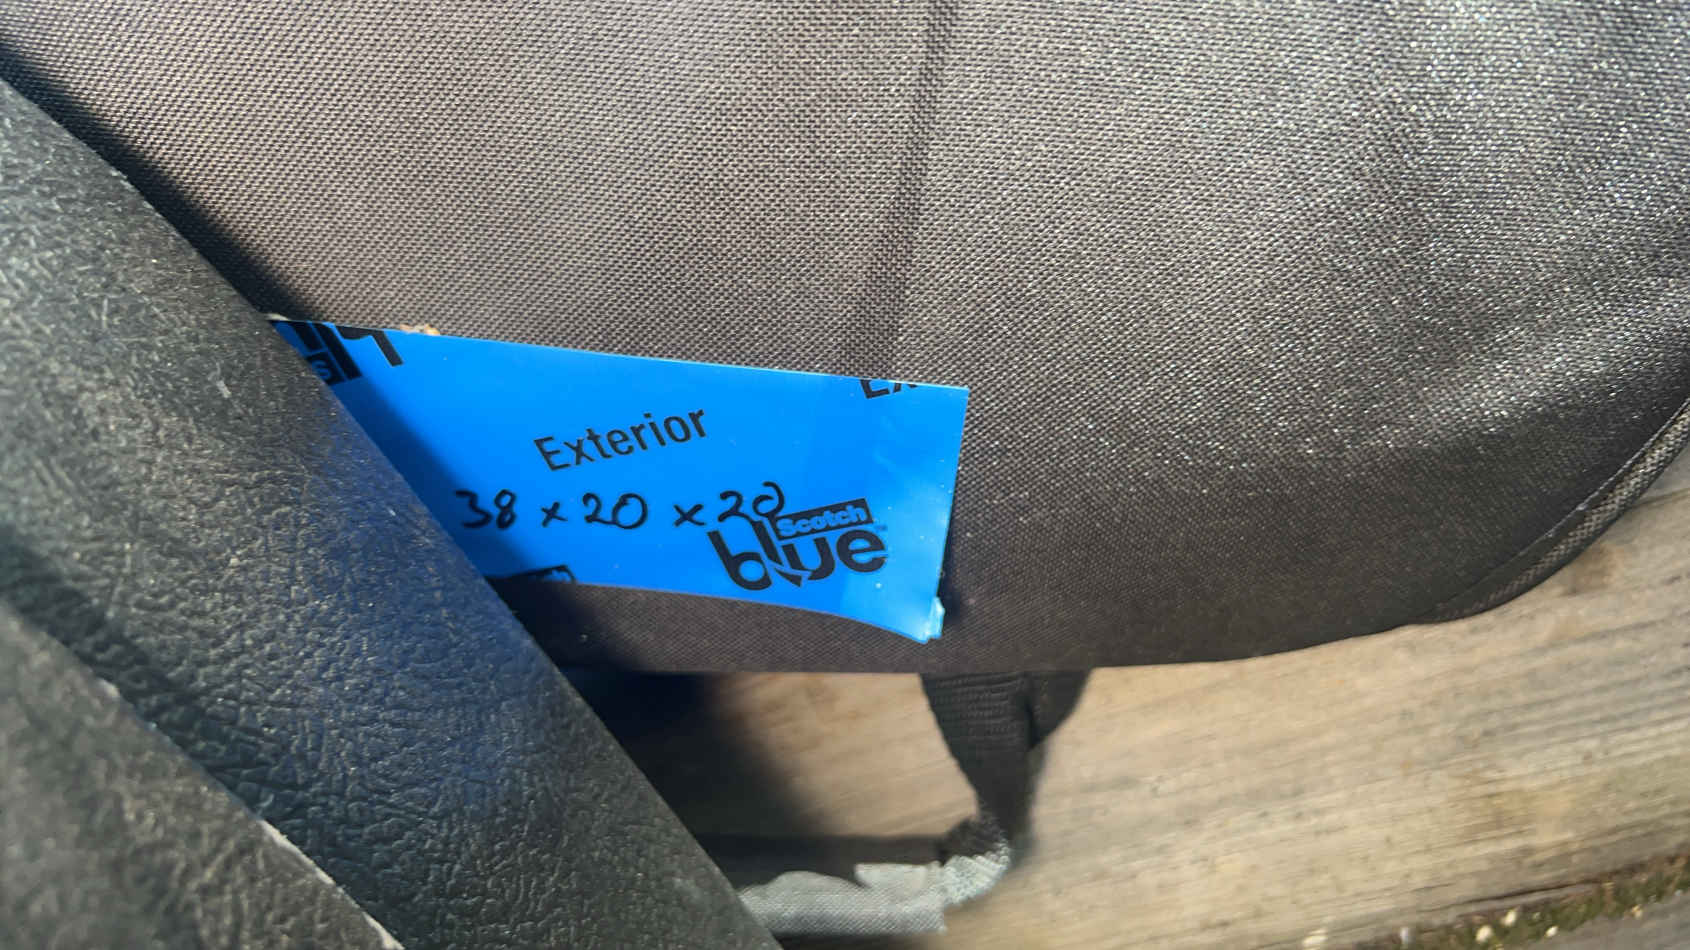 Exterior
38 x 20 x 20
Scotch
blue